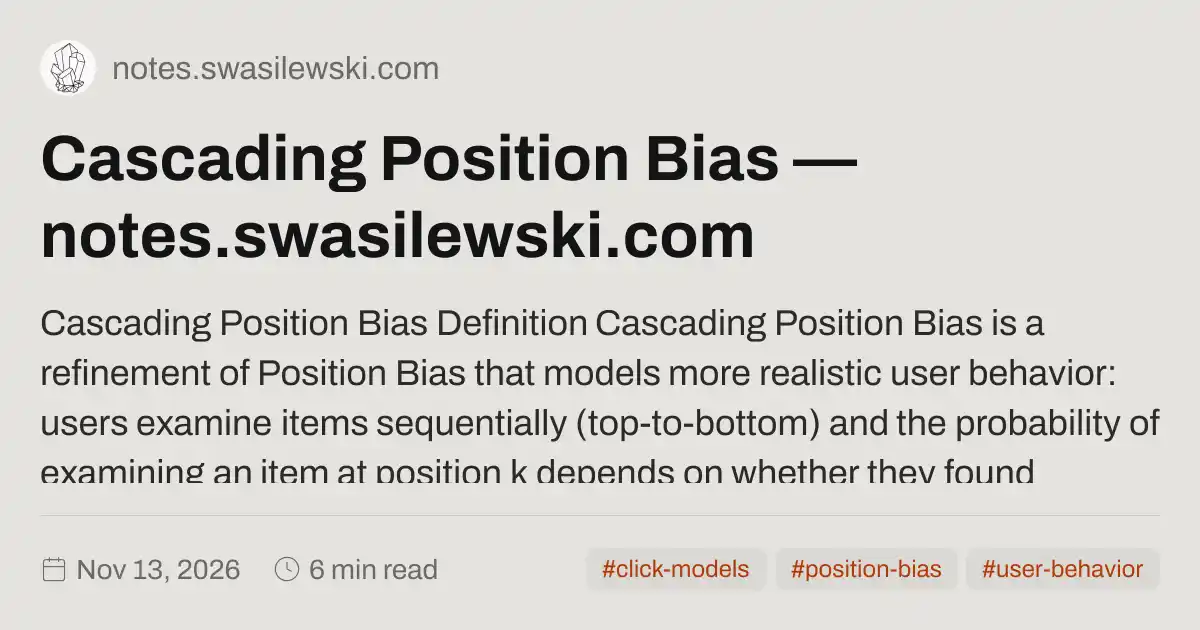 notes.swasilewski.com
Cascading Position Bias —
notes.swasilewski.com
Cascading Position Bias Definition Cascading Position Bias is a
refinement of Position Bias that models more realistic user behavior:
users examine items sequentially (top-to-bottom) and the probability of
examining an item at position k depends on whether they found
Nov 13, 2026
6 min read
#click-models
#position-bias
#user-behavior